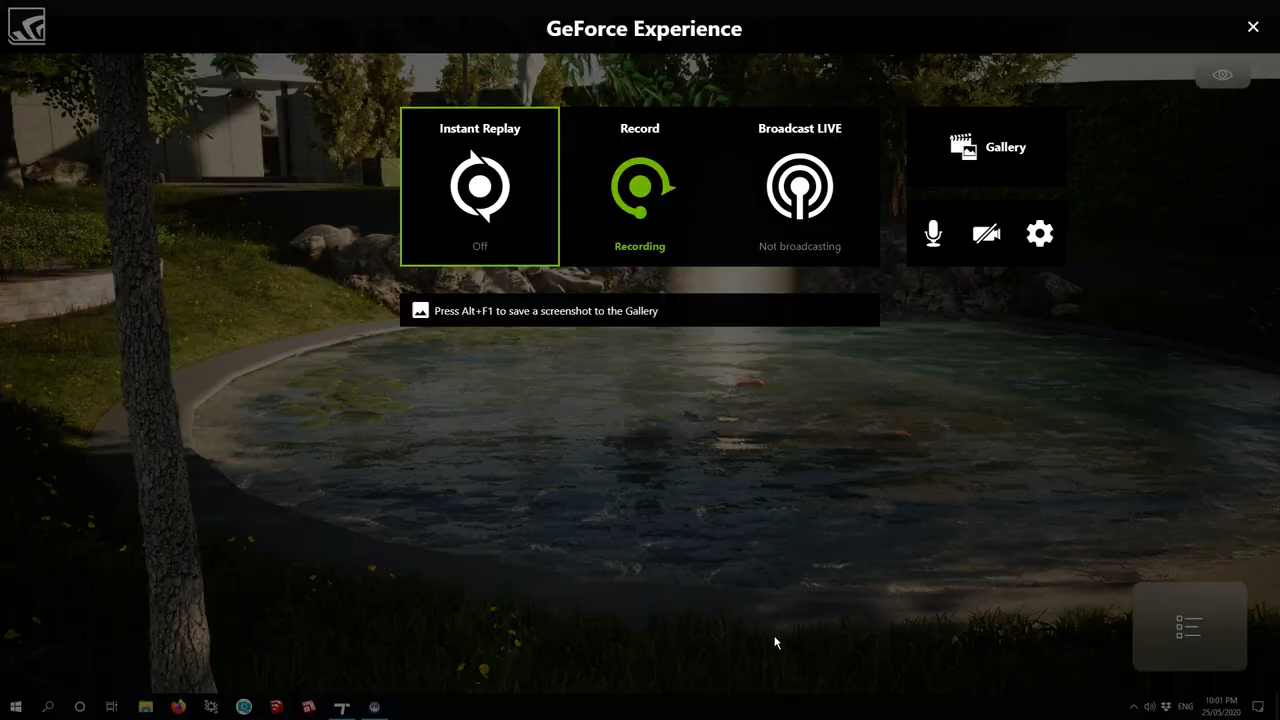 GeForce Experience
Instant Replay
Off
Record
Recording
Broadcast LIVE
Not broadcasting
Gallery
Press Alt+F1 to save a screenshot to the Gallery
ENG
10:01 PM
25/05/2020